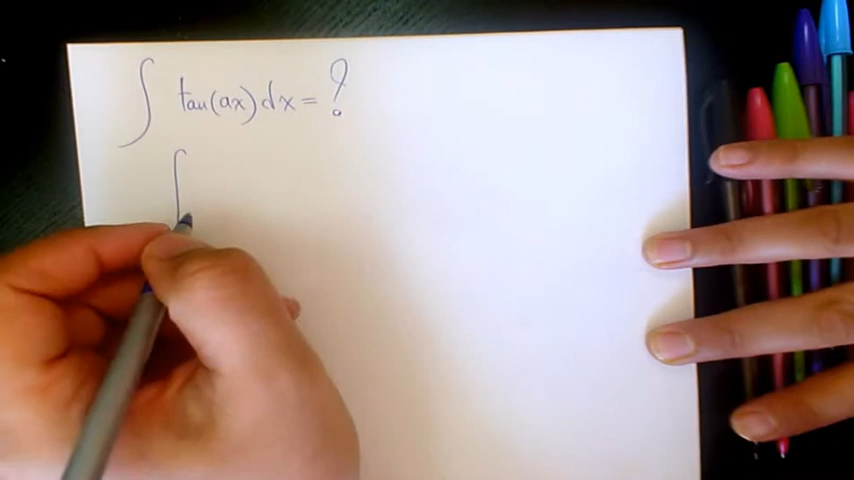 ∫ tan(ax) dx = ?
∫